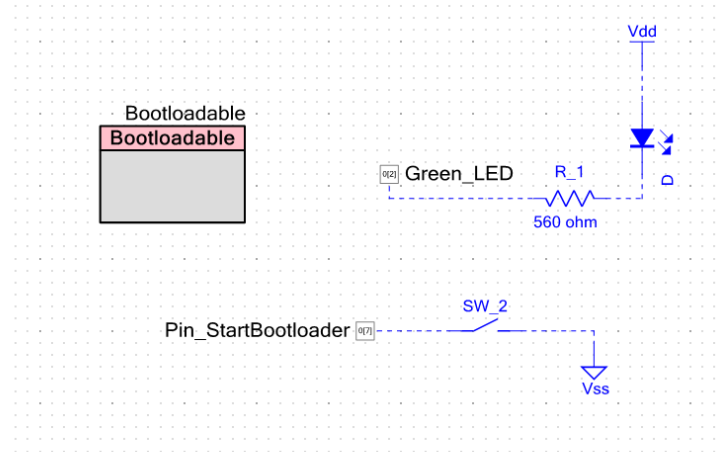 Vdd
Bootloadable
Bootloadable
0[2] Green_LED
R_1
D
560 ohm
SW_2
Pin_StartBootloader 0[7]
Vss